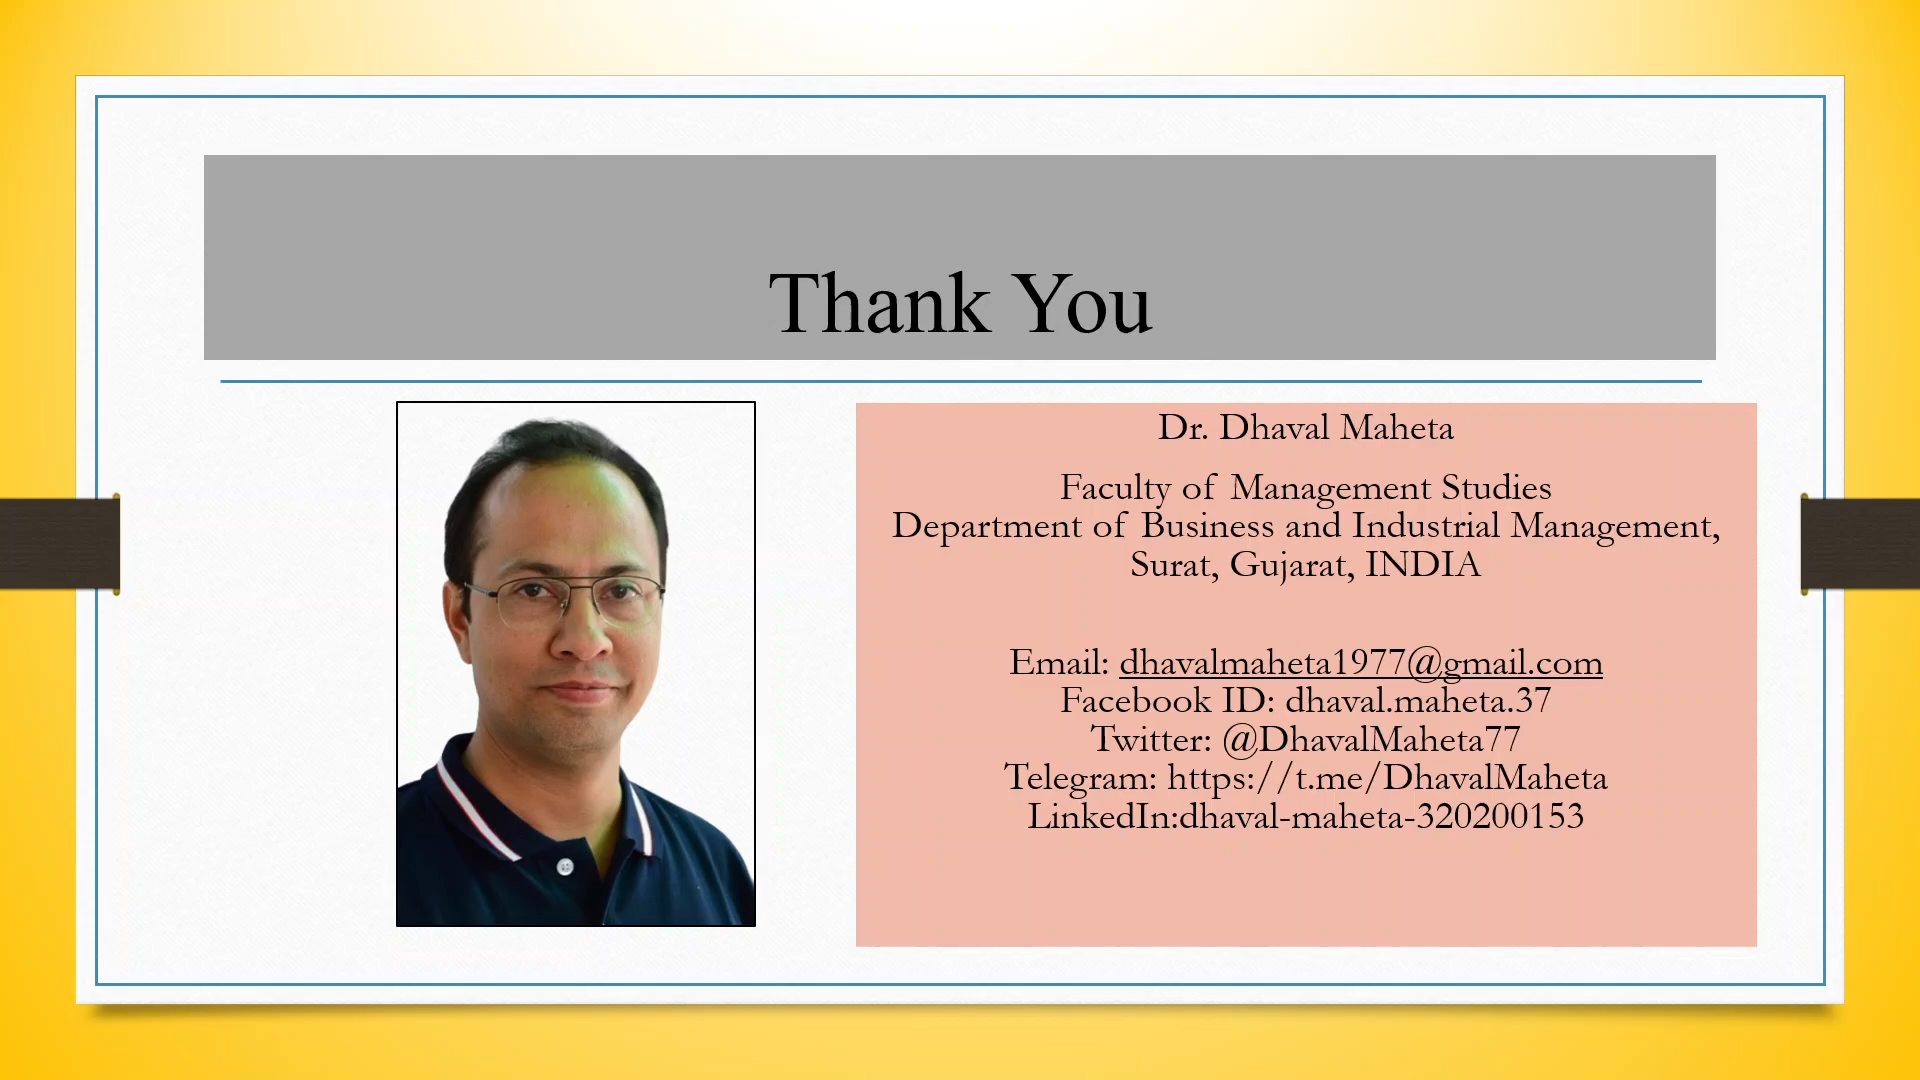 Thank You
Dr. Dhaval Maheta
Faculty of Management Studies
Department of Business and Industrial Management,
Surat, Gujarat, INDIA
Email: dhavalmaheta1977@gmail.com
Facebook ID: dhaval.maheta.37
Twitter: @DhavalMaheta77
Telegram: https://t.me/DhavalMaheta
LinkedIn:dhaval-maheta-320200153